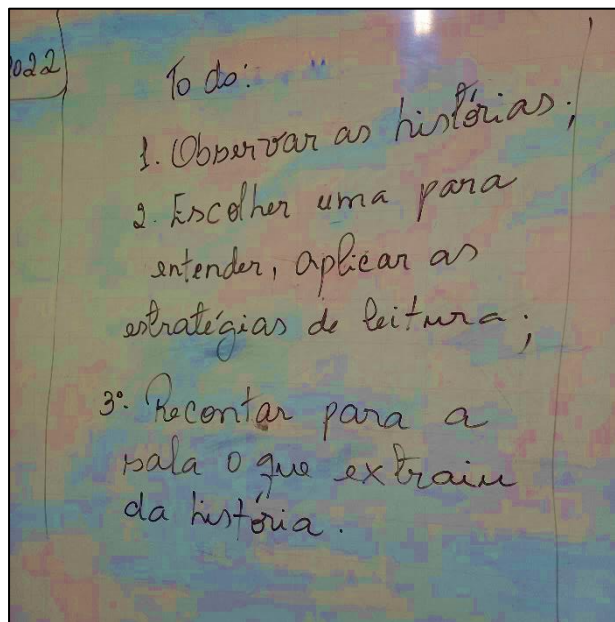 2022
To do:
1. Observar as histórias;
2. Escolher uma para
entender, aplicar as
estratégias de leitura;
3º. Recontar para a
sala o que extraiu
da história.